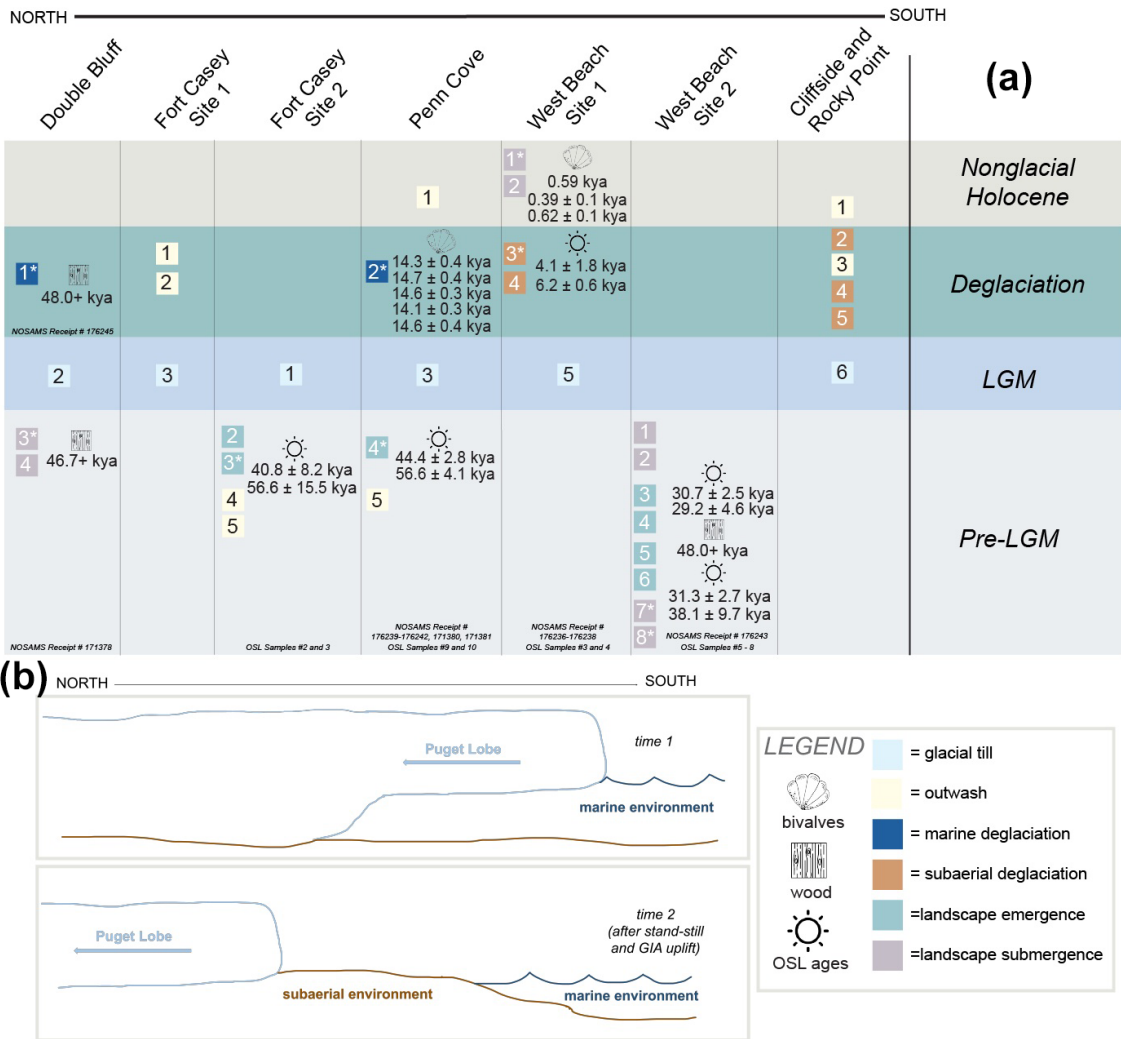 NORTH
SOUTH
(a)
Double Bluff
Fort Casey
Site 1
Fort Casey
Site 2
Penn Cove
West Beach
Site 1
West Beach
Site 2
Cliffside and
Rocky Point
1*
2
0.59 kya
0.39 ± 0.1 kya
0.62 ± 0.1 kya
1
1
Nonglacial
Holocene
1*
48.0+ kya
NOSAMS Receipt # 176245
1
2
2*
14.3 ± 0.4 kya
14.7 ± 0.4 kya
14.6 ± 0.3 kya
14.1 ± 0.3 kya
14.6 ± 0.4 kya
3*
4
4.1 ± 1.8 kya
6.2 ± 0.6 kya
2
3
4
5
Deglaciation
2
3
1
3
5
6
LGM
3*
4
46.7+ kya
NOSAMS Receipt # 171378
2
3*
4
5
40.8 ± 8.2 kya
56.6 ± 15.5 kya
OSL Samples #2 and 3
4*
5
44.4 ± 2.8 kya
56.6 ± 4.1 kya
NOSAMS Receipt #
176239-176242, 171380, 171381
OSL Samples #9 and 10
NOSAMS Receipt #
176236-176238
OSL Samples #3 and 4
1
2
3
4
5
6
7*
8*
30.7 ± 2.5 kya
29.2 ± 4.6 kya
48.0+ kya
31.3 ± 2.7 kya
38.1 ± 9.7 kya
NOSAMS Receipt # 176243
OSL Samples #5 - 8
Pre-LGM
(b)
NORTH
SOUTH
Puget Lobe
time 1
marine environment
Puget Lobe
time 2
(after stand-still
and GIA uplift)
subaerial environment
marine environment
LEGEND
bivalves
wood
OSL ages
= glacial till
= outwash
= marine deglaciation
= subaerial deglaciation
=landscape emergence
=landscape submergence